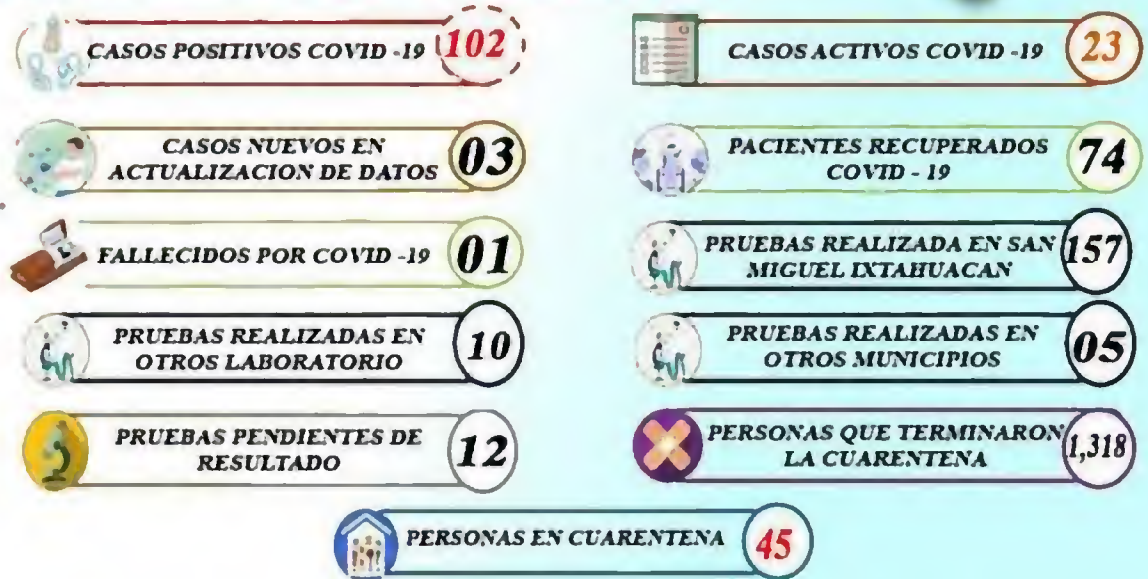 CASOS POSITIVOS COVID -19 102
CASOS ACTIVOS COVID -19 23
CASOS NUEVOS EN
ACTUALIZACION DE DATOS 03
PACIENTES RECUPERADOS
COVID - 19 74
FALLECIDOS POR COVID -19 01
PRUEBAS REALIZADA EN SAN
MIGUEL IXTAHUACAN 157
PRUEBAS REALIZADAS EN
OTROS LABORATORIO 10
PRUEBAS REALIZADAS EN
OTROS MUNICIPIOS 05
PRUEBAS PENDIENTES DE
RESULTADO 12
PERSONAS QUE TERMINARON
LA CUARENTENA 1,318
PERSONAS EN CUARENTENA 45